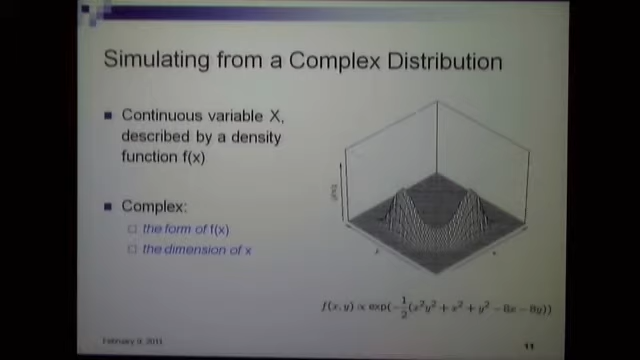 Simulating from a Complex Distribution
Continuous variable X,
described by a density
function f(x)
Complex:
the form of f(x)
the dimension of x
f(x, y) ∝ exp(−1/2(x²y² + x² + y² − 8x − 8y))
February 9, 2011
11